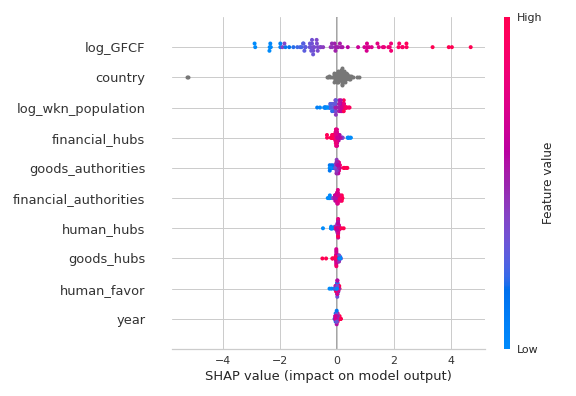 High
log_GFCF
country
log_wkn_population
financial_hubs
goods_authorities
financial_authorities
human_hubs
goods_hubs
human_favor
year
Feature value
Low
−4 −2 0 2 4
SHAP value (impact on model output)